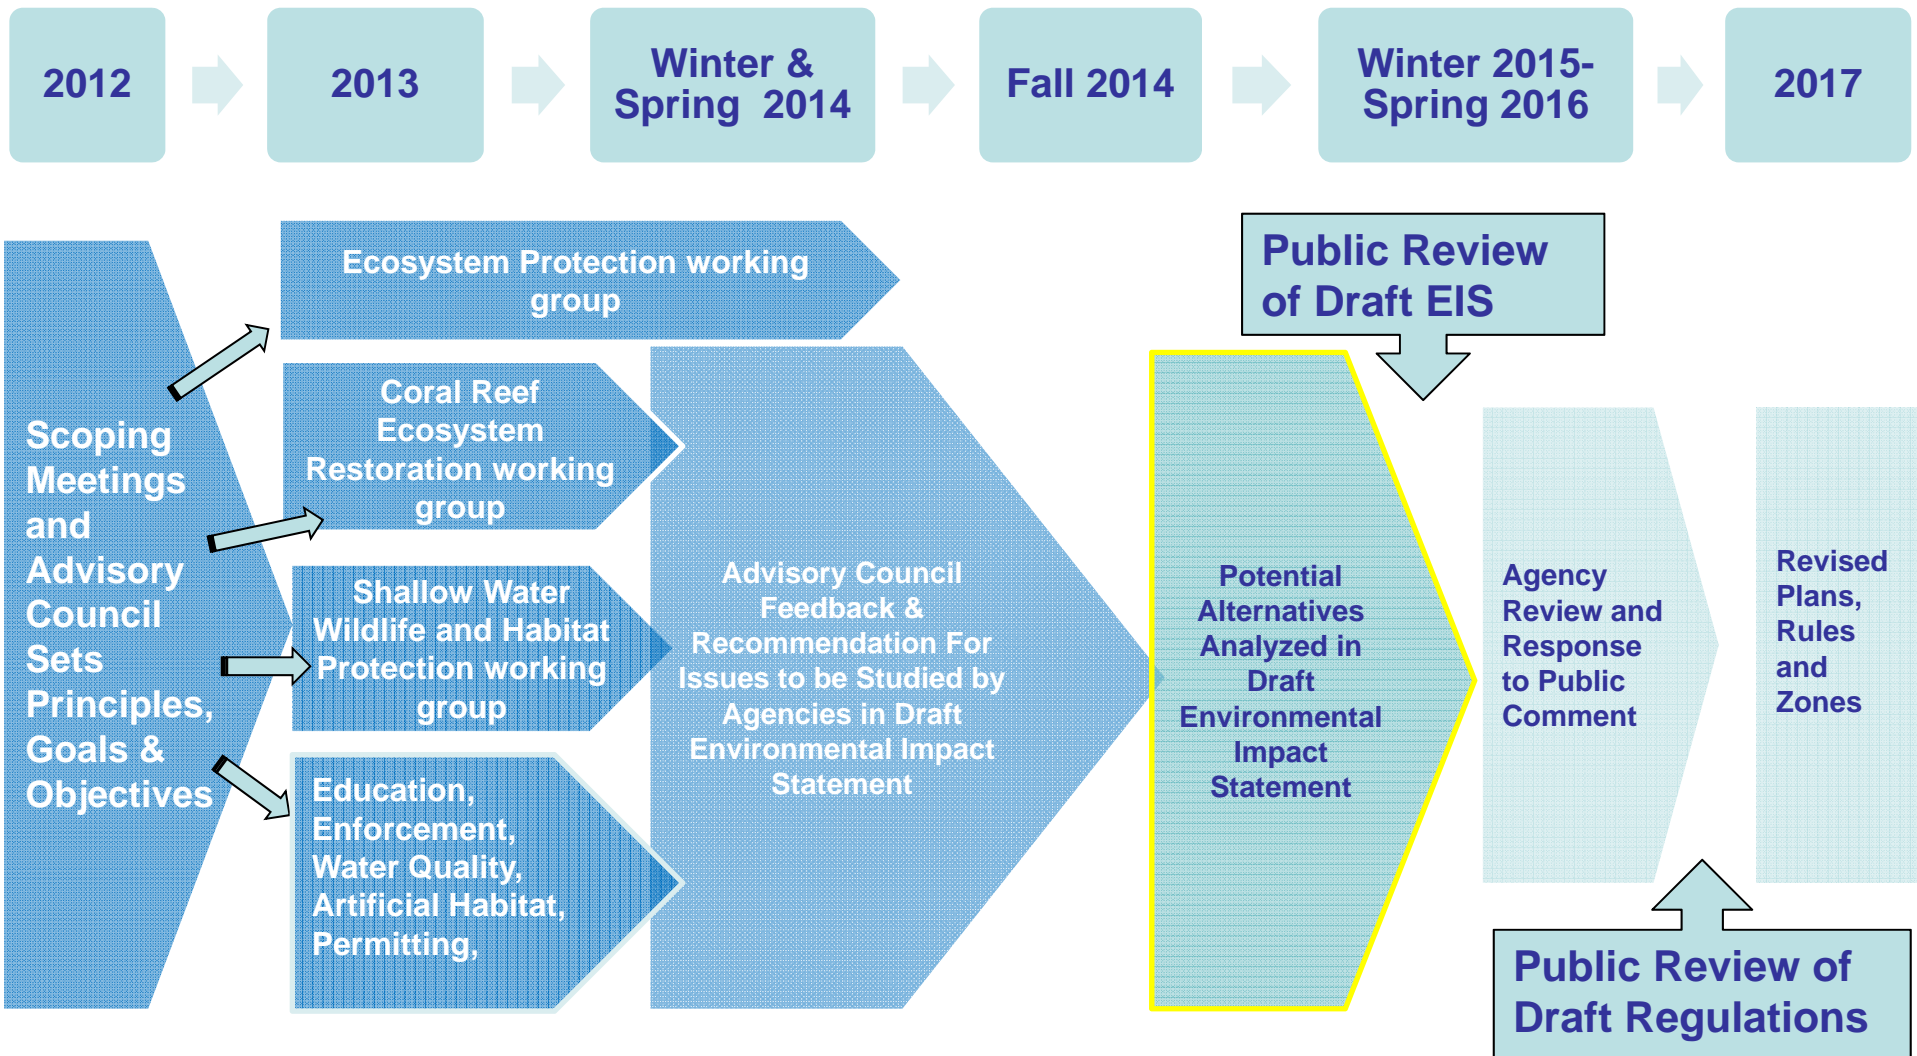 2012
2013
Winter &
Spring 2014
Fall 2014
Winter 2015-
Spring 2016
2017
Scoping
Meetings
and
Advisory
Council
Sets
Principles,
Goals &
Objectives
Ecosystem Protection working
group
Coral Reef
Ecosystem
Restoration working
group
Shallow Water
Wildlife and Habitat
Protection working
group
Education,
Enforcement,
Water Quality,
Artificial Habitat,
Permitting,
Advisory Council
Feedback &
Recommendation For
Issues to be Studied by
Agencies in Draft
Environmental Impact
Statement
Public Review
of Draft EIS
Potential
Alternatives
Analyzed in
Draft
Environmental
Impact
Statement
Agency
Review and
Response
to Public
Comment
Revised
Plans,
Rules
and
Zones
Public Review of
Draft Regulations